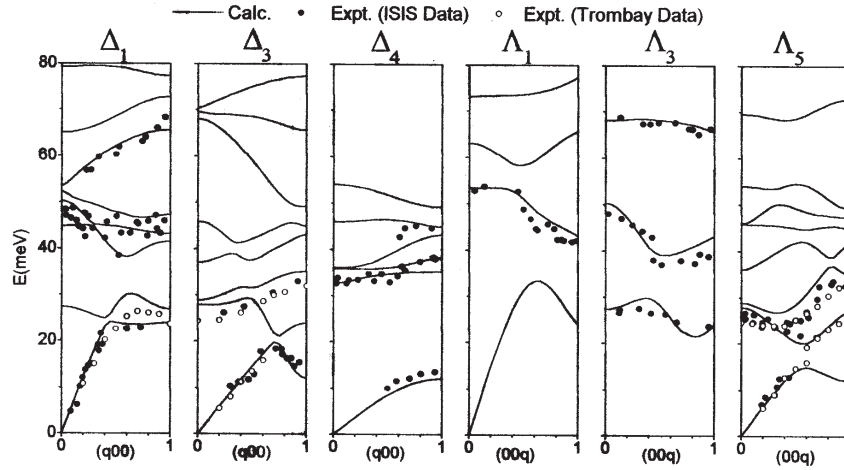 Calc. Expt. (ISIS Data) Expt. (Trombay Data)
Δ1 Δ3 Δ4 Λ1 Λ3 Λ5
80
60
40
20
0
E(meV)
0 1 0 1 0 1 0 1 0 1 0 1
(q00) (q00) (q00) (00q) (00q) (00q)